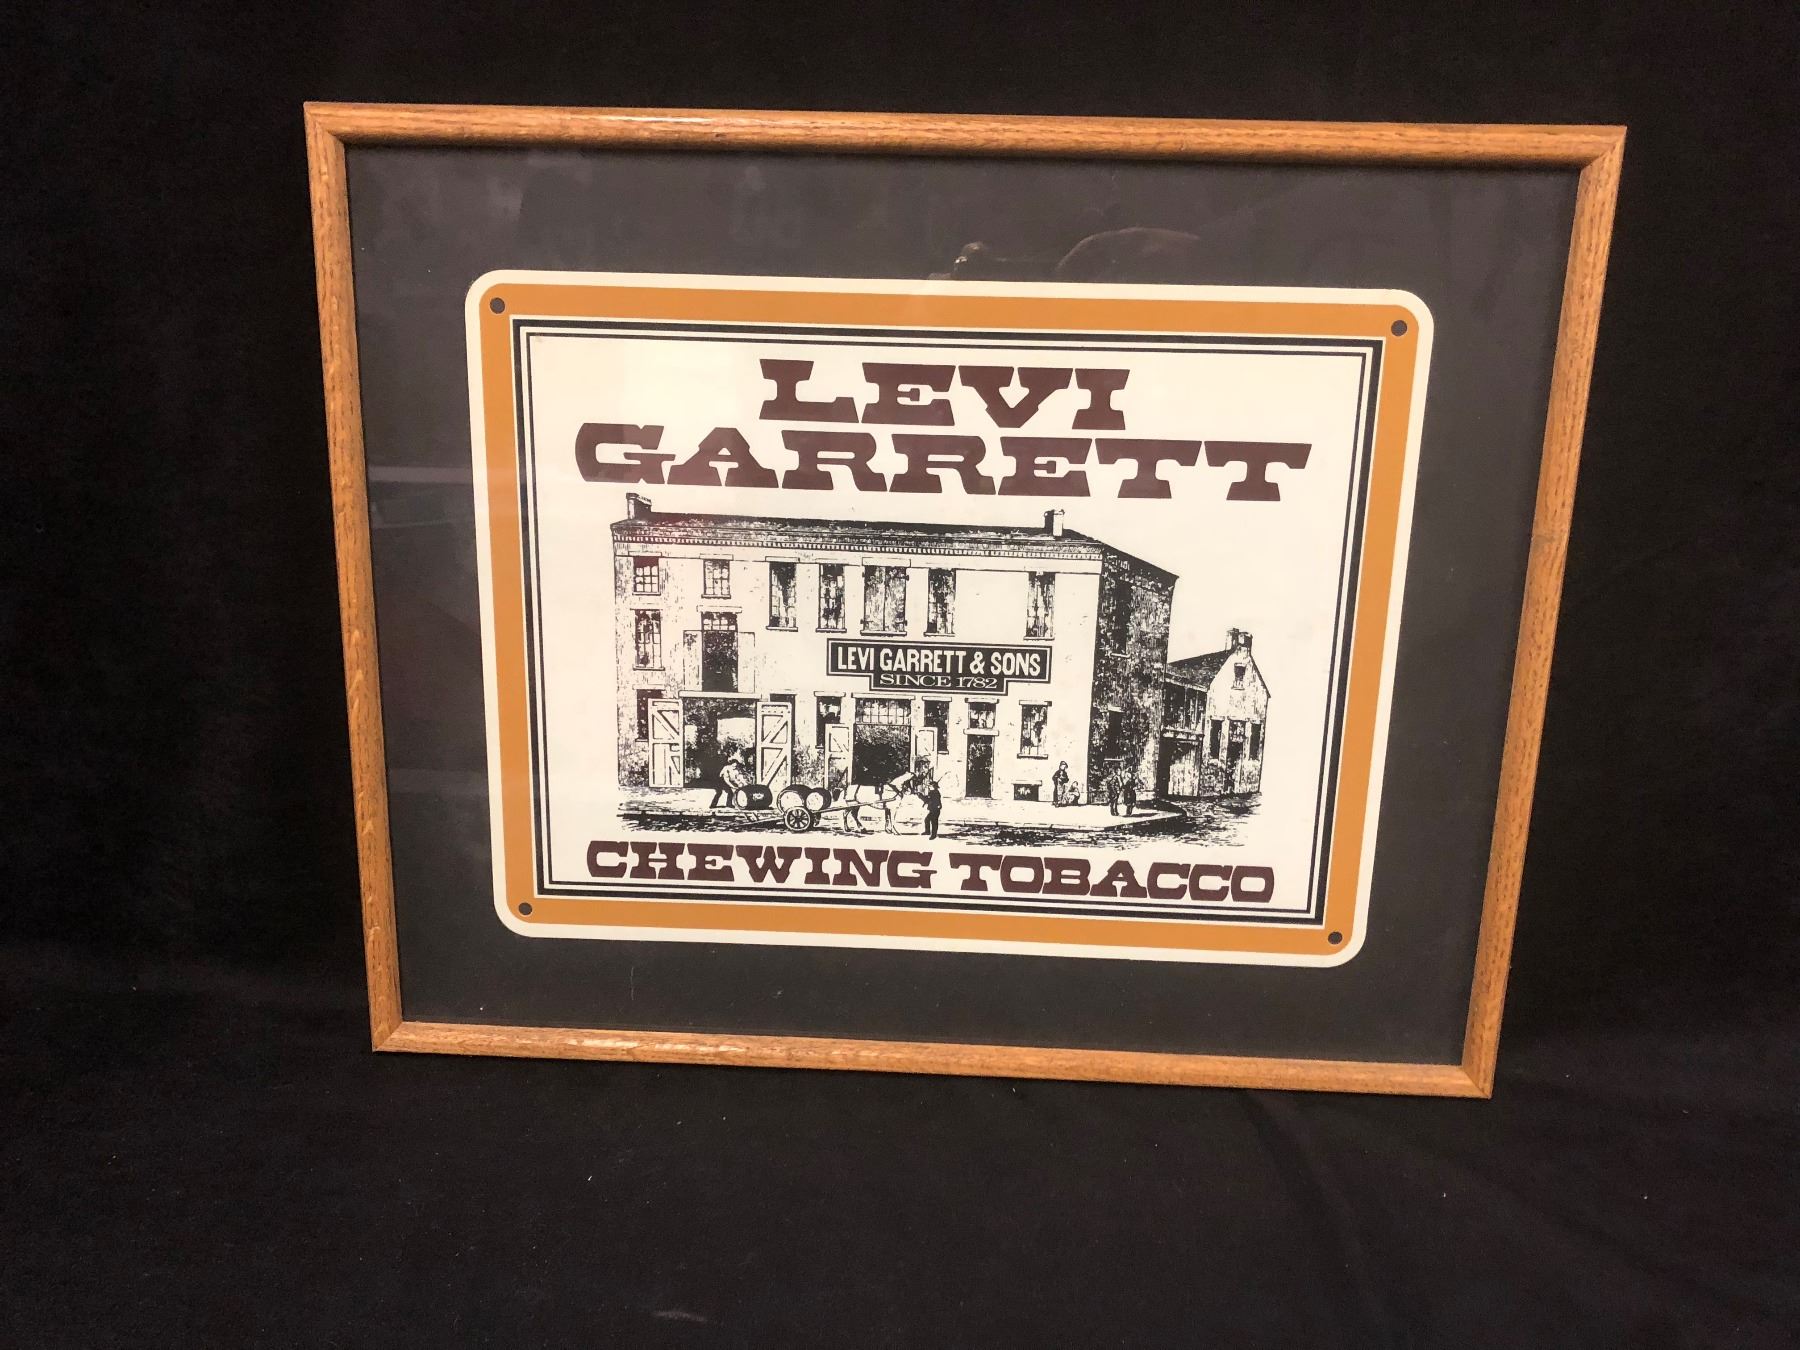 LEVI
GARRETT
LEVI GARRETT & SONS
SINCE 1782
CHEWING TOBACCO